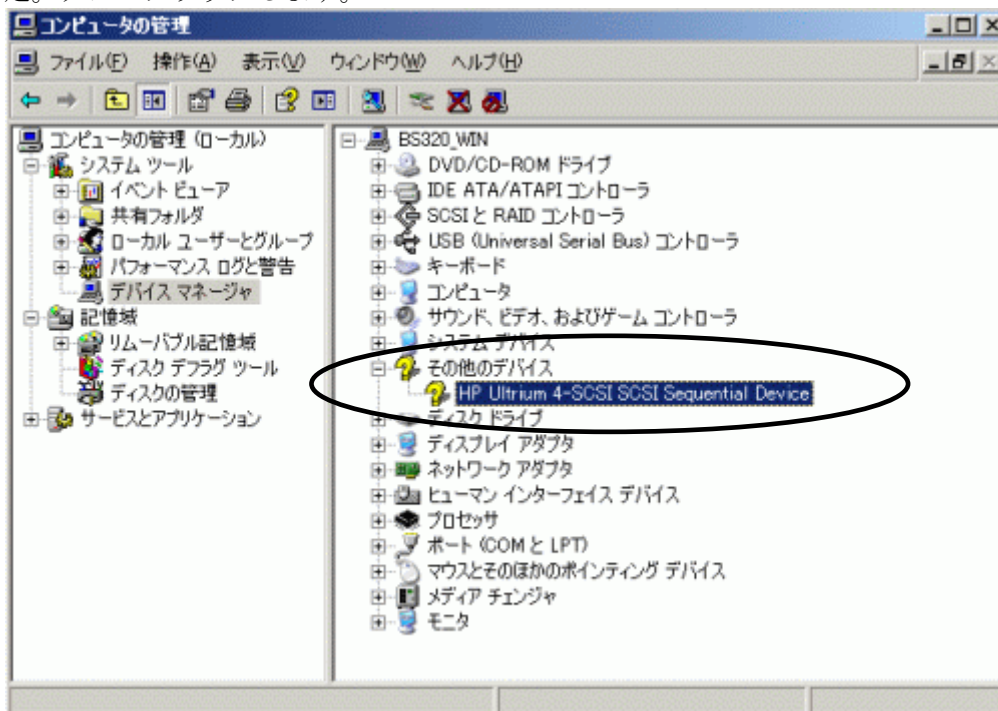 コンピュータの管理
ファイル(F) 操作(A) 表示(V) ウィンドウ(W) ヘルプ(H)
コンピュータの管理 (ローカル)
システム ツール
イベント ビューア
共有フォルダ
ローカル ユーザーとグループ
パフォーマンス ログと警告
デバイス マネージャ
記憶域
リムーバブル記憶域
ディスク デフラグ ツール
ディスクの管理
サービスとアプリケーション
BS320_WIN
DVD/CD-ROM ドライブ
IDE ATA/ATAPI コントローラ
SCSI と RAID コントローラ
USB (Universal Serial Bus) コントローラ
キーボード
コンピュータ
サウンド、ビデオ、およびゲーム コントローラ
システム デバイス
その他のデバイス
HP Ultrium 4-SCSI SCSI Sequential Device
ディスク ドライブ
ディスプレイ アダプタ
ネットワーク アダプタ
ヒューマン インターフェイス デバイス
プロセッサ
ポート (COM と LPT)
マウスとそのほかのポインティング デバイス
メディア チェンジャ
モニタ